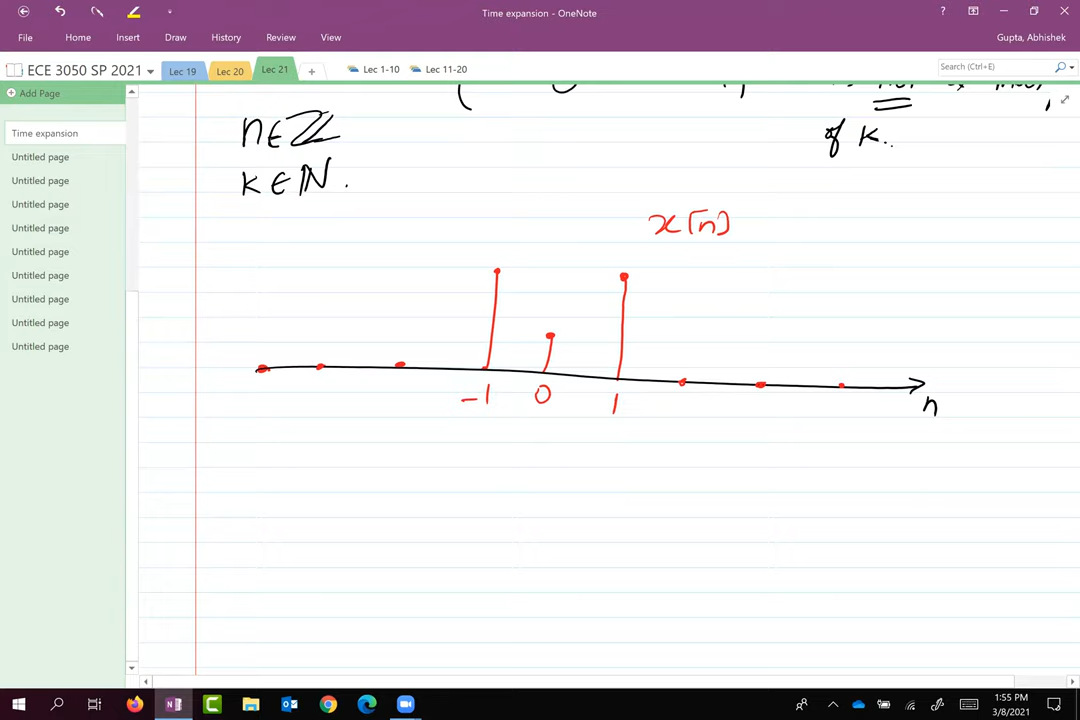 Time expansion - OneNote
File Home Insert Draw History Review View
Gupta, Abhishek
ECE 3050 SP 2021
Lec 19 Lec 20 Lec 21 Lec 1-10 Lec 11-20
Search (Ctrl+E)
Add Page
Time expansion
Untitled page
Untitled page
Untitled page
Untitled page
Untitled page
Untitled page
Untitled page
Untitled page
Untitled page
n∈ℤ
of K.
K∈ℕ.
x[n]
-1 0 1
n
1:55 PM
3/8/2021